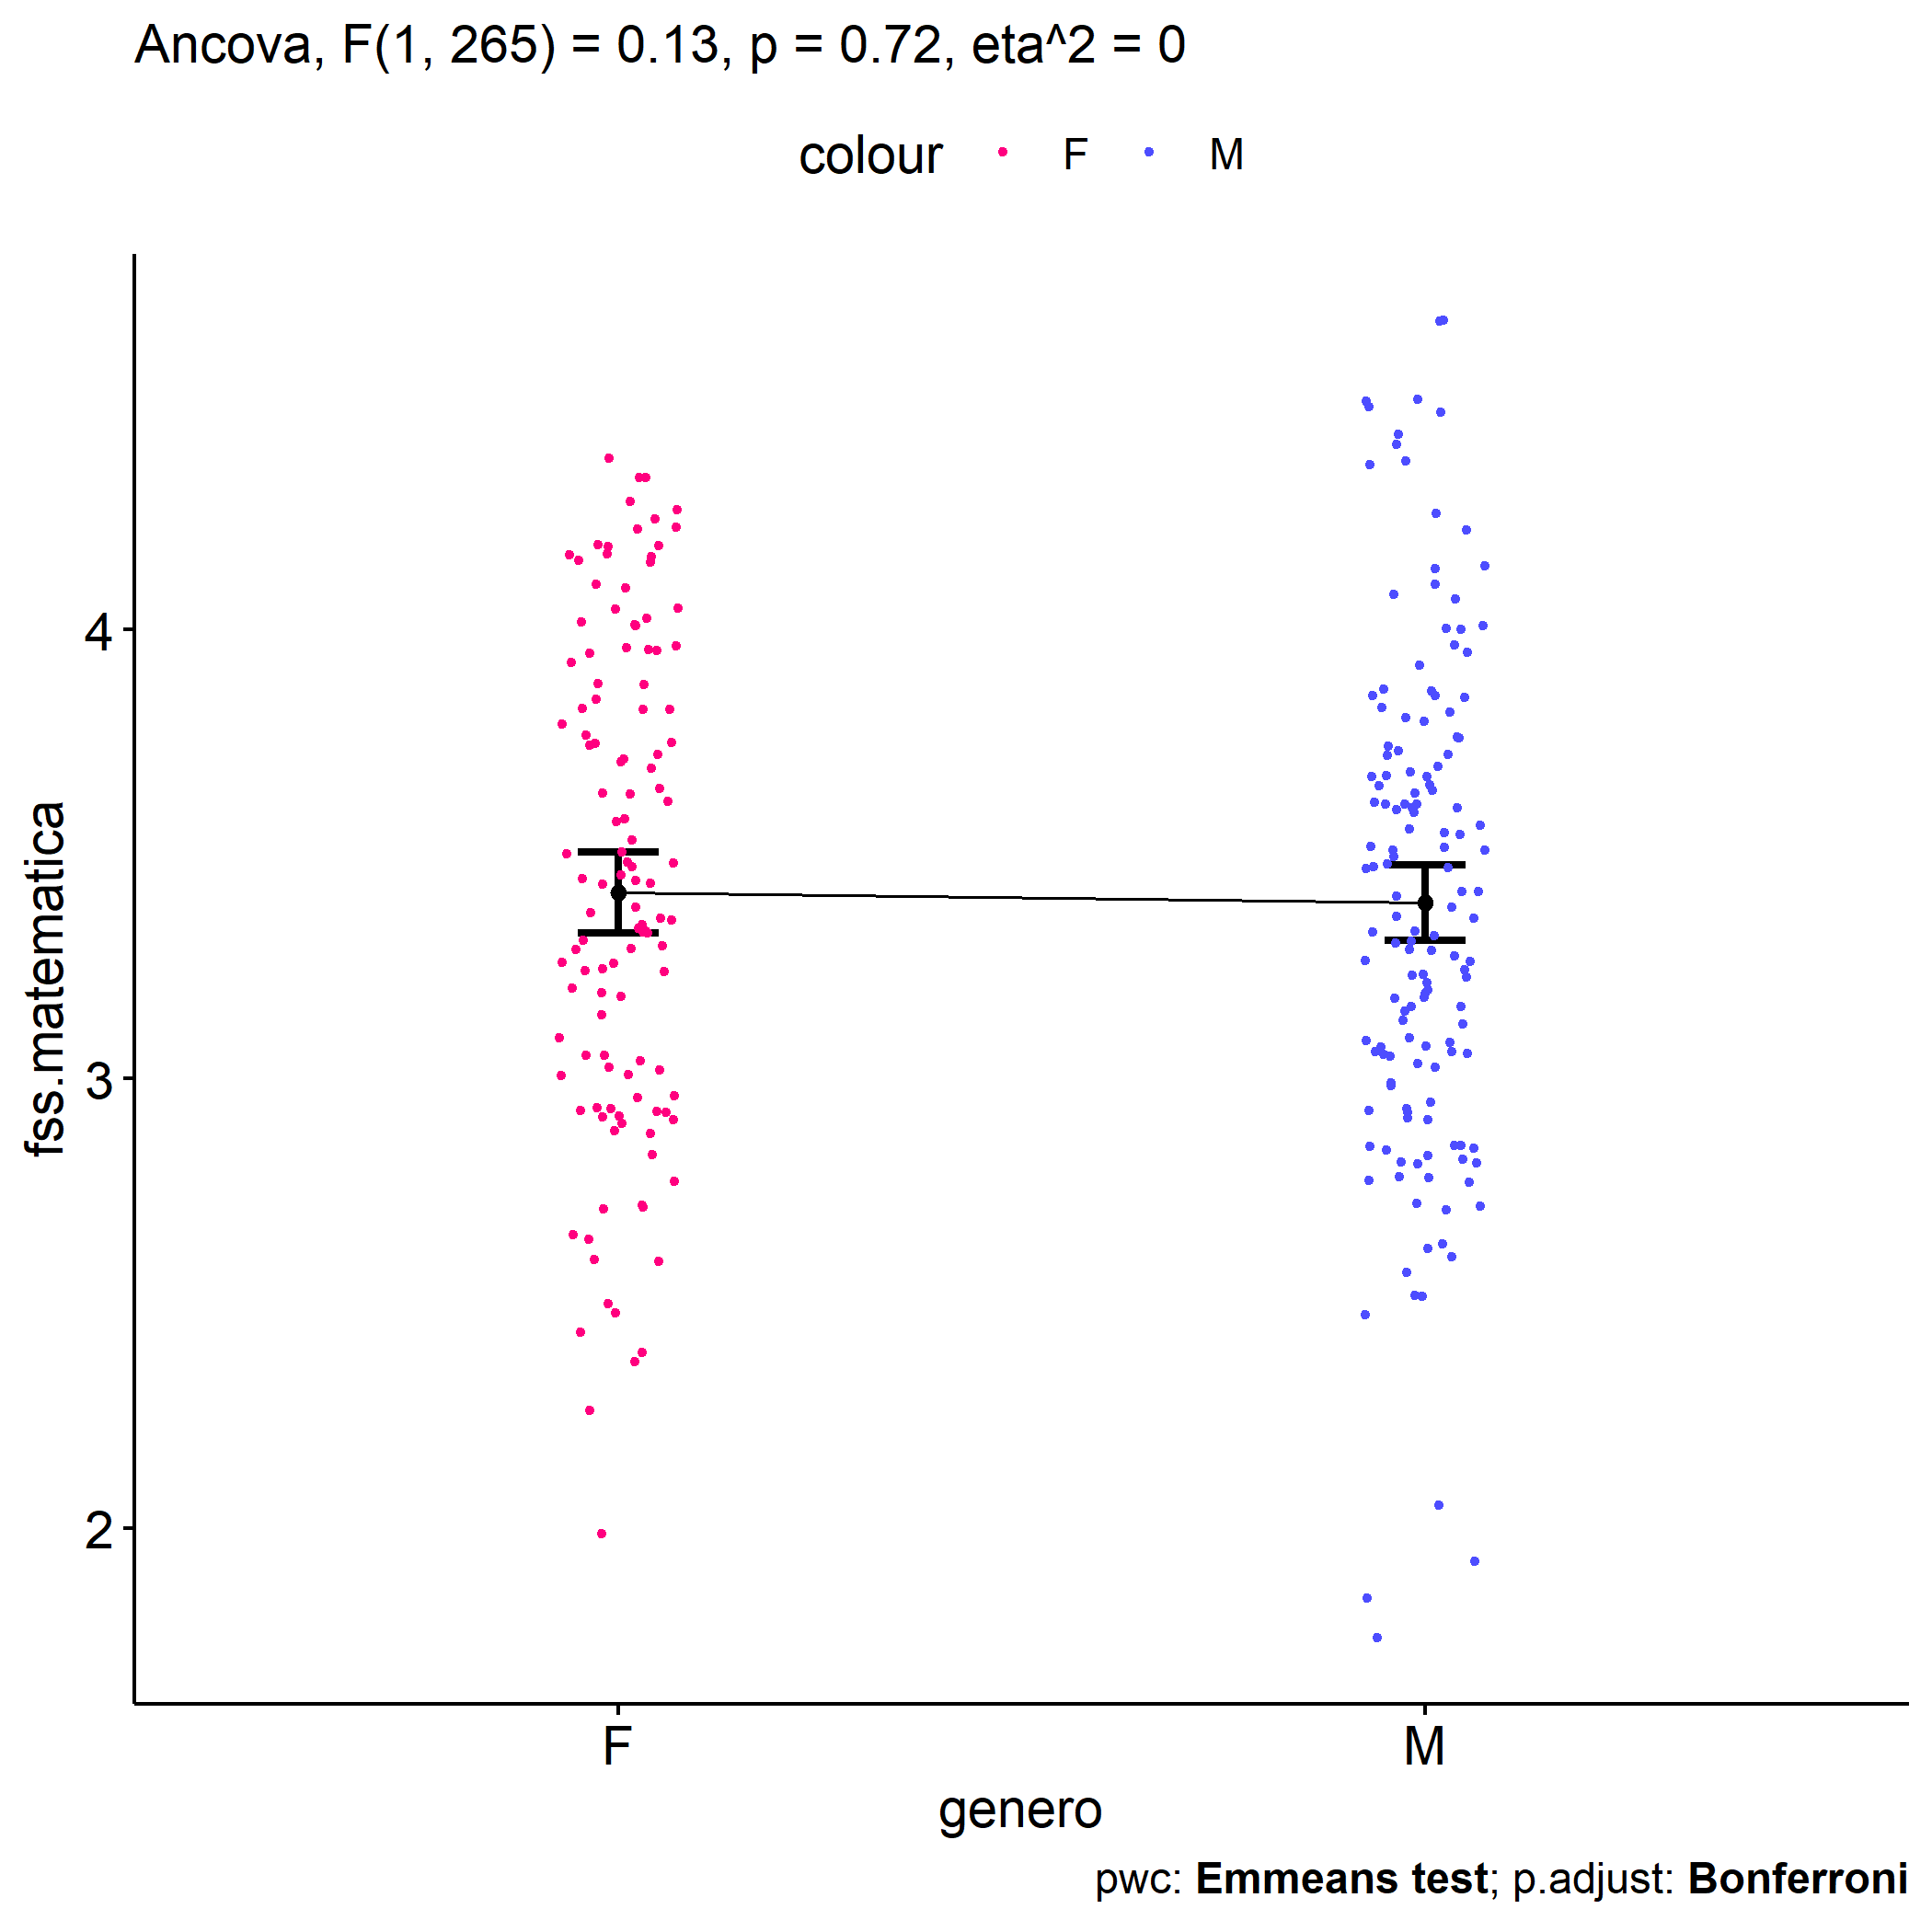 Ancova, F(1, 265) = 0.13, p = 0.72, eta^2 = 0
colour F M
fss.matematica
4
3
2
F M
genero
pwc: Emmeans test; p.adjust: Bonferroni